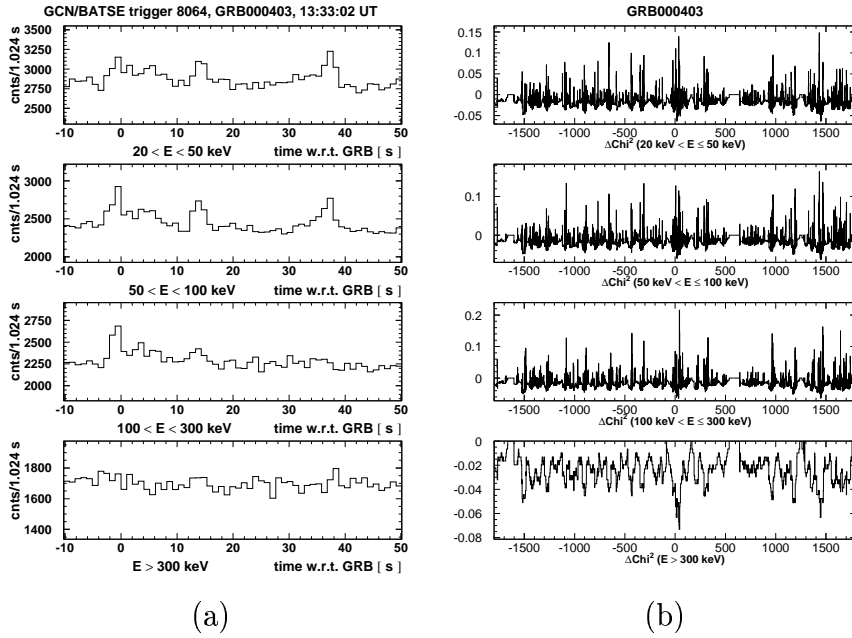 GCN/BATSE trigger 8064, GRB000403, 13:33:02 UT
cnts/1.024 s
3500
3250
3000
2750
2500
-10 0 10 20 30 40 50
20 < E < 50 keV time w.r.t. GRB [ s ]
cnts/1.024 s
3000
2500
2000
-10 0 10 20 30 40 50
50 < E < 100 keV time w.r.t. GRB [ s ]
cnts/1.024 s
2750
2500
2250
2000
-10 0 10 20 30 40 50
100 < E < 300 keV time w.r.t. GRB [ s ]
cnts/1.024 s
1800
1600
1400
-10 0 10 20 30 40 50
E > 300 keV time w.r.t. GRB [ s ]
(a)
GRB000403
0.15
0.1
0.05
0
-0.05
-1500 -1000 -500 0 500 1000 1500
ΔChi² (20 keV < E ≤ 50 keV)
0.1
0
-1500 -1000 -500 0 500 1000 1500
ΔChi² (50 keV < E ≤ 100 keV)
0.2
0.1
0
-1500 -1000 -500 0 500 1000 1500
ΔChi² (100 keV < E ≤ 300 keV)
0
-0.02
-0.04
-0.06
-0.08
-1500 -1000 -500 0 500 1000 1500
ΔChi² (E > 300 keV)
(b)